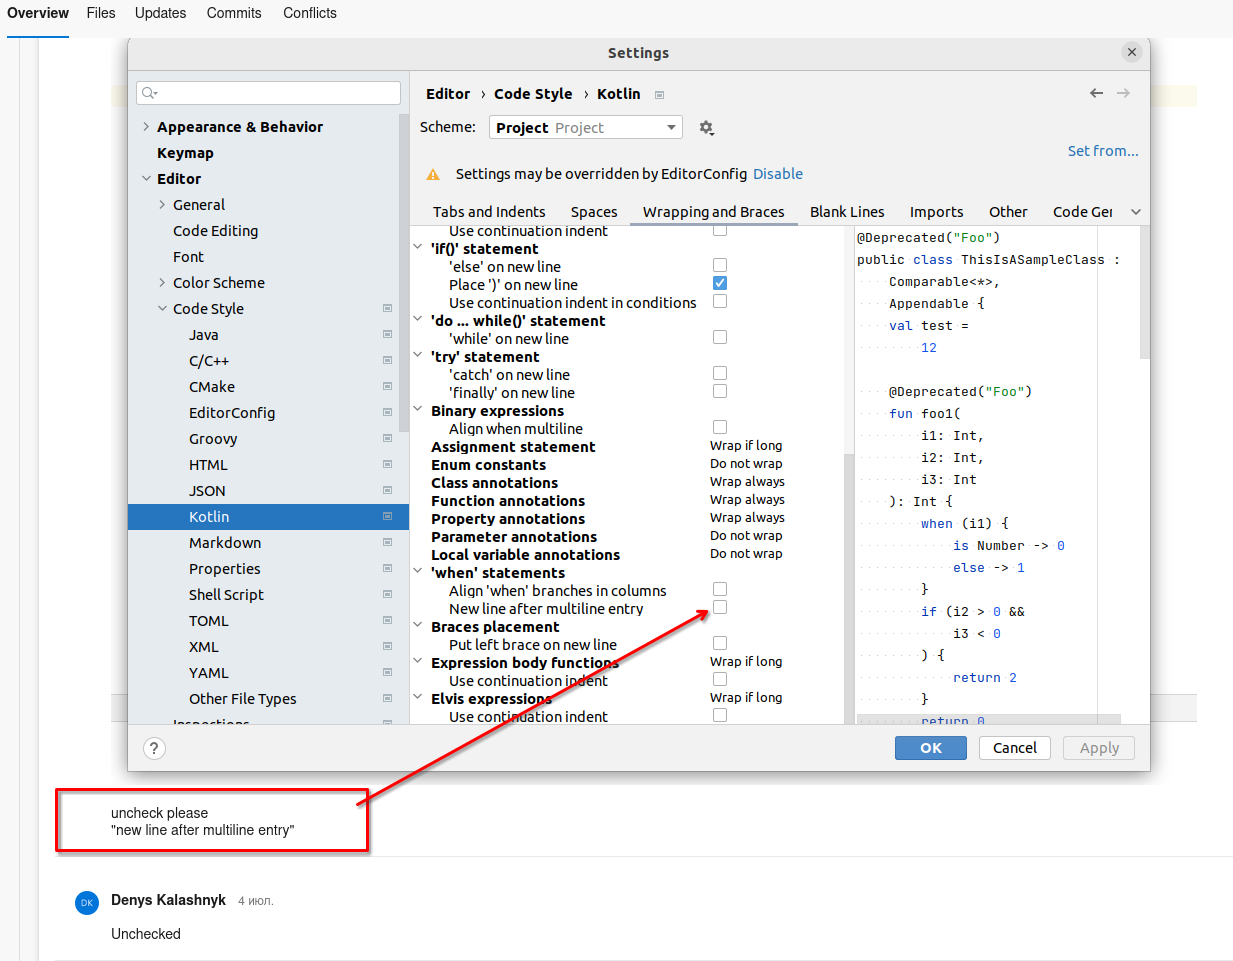 Overview Files Updates Commits Conflicts
Settings
Editor › Code Style › Kotlin
Scheme: Project Project
Set from...
Settings may be overridden by EditorConfig Disable
Tabs and Indents Spaces Wrapping and Braces Blank Lines Imports Other Code Ger
Appearance & Behavior
Keymap
Editor
General
Code Editing
Font
Color Scheme
Code Style
Java
C/C++
CMake
EditorConfig
Groovy
HTML
JSON
Kotlin
Markdown
Properties
Shell Script
TOML
XML
YAML
Other File Types
Inspections
Use continuation indent
'if()' statement
'else' on new line
Place ')' on new line
Use continuation indent in conditions
'do ... while()' statement
'while' on new line
'try' statement
'catch' on new line
'finally' on new line
Binary expressions
Align when multiline
Assignment statement Wrap if long
Enum constants Do not wrap
Class annotations Wrap always
Function annotations Wrap always
Property annotations Wrap always
Parameter annotations Do not wrap
Local variable annotations Do not wrap
'when' statements
Align 'when' branches in columns
New line after multiline entry
Braces placement
Put left brace on new line
Expression body functions Wrap if long
Use continuation indent
Elvis expressions Wrap if long
Use continuation indent
@Deprecated("Foo")
public class ThisIsASampleClass :
Comparable<*>,
Appendable {
val test =
12
@Deprecated("Foo")
fun foo1(
i1: Int,
i2: Int,
i3: Int
): Int {
when (i1) {
is Number -> 0
else -> 1
}
if (i2 > 0 &&
i3 < 0
) {
return 2
}
return 0
?
OK Cancel Apply
uncheck please
"new line after multiline entry"
DK Denys Kalashnyk 4 июл.
Unchecked